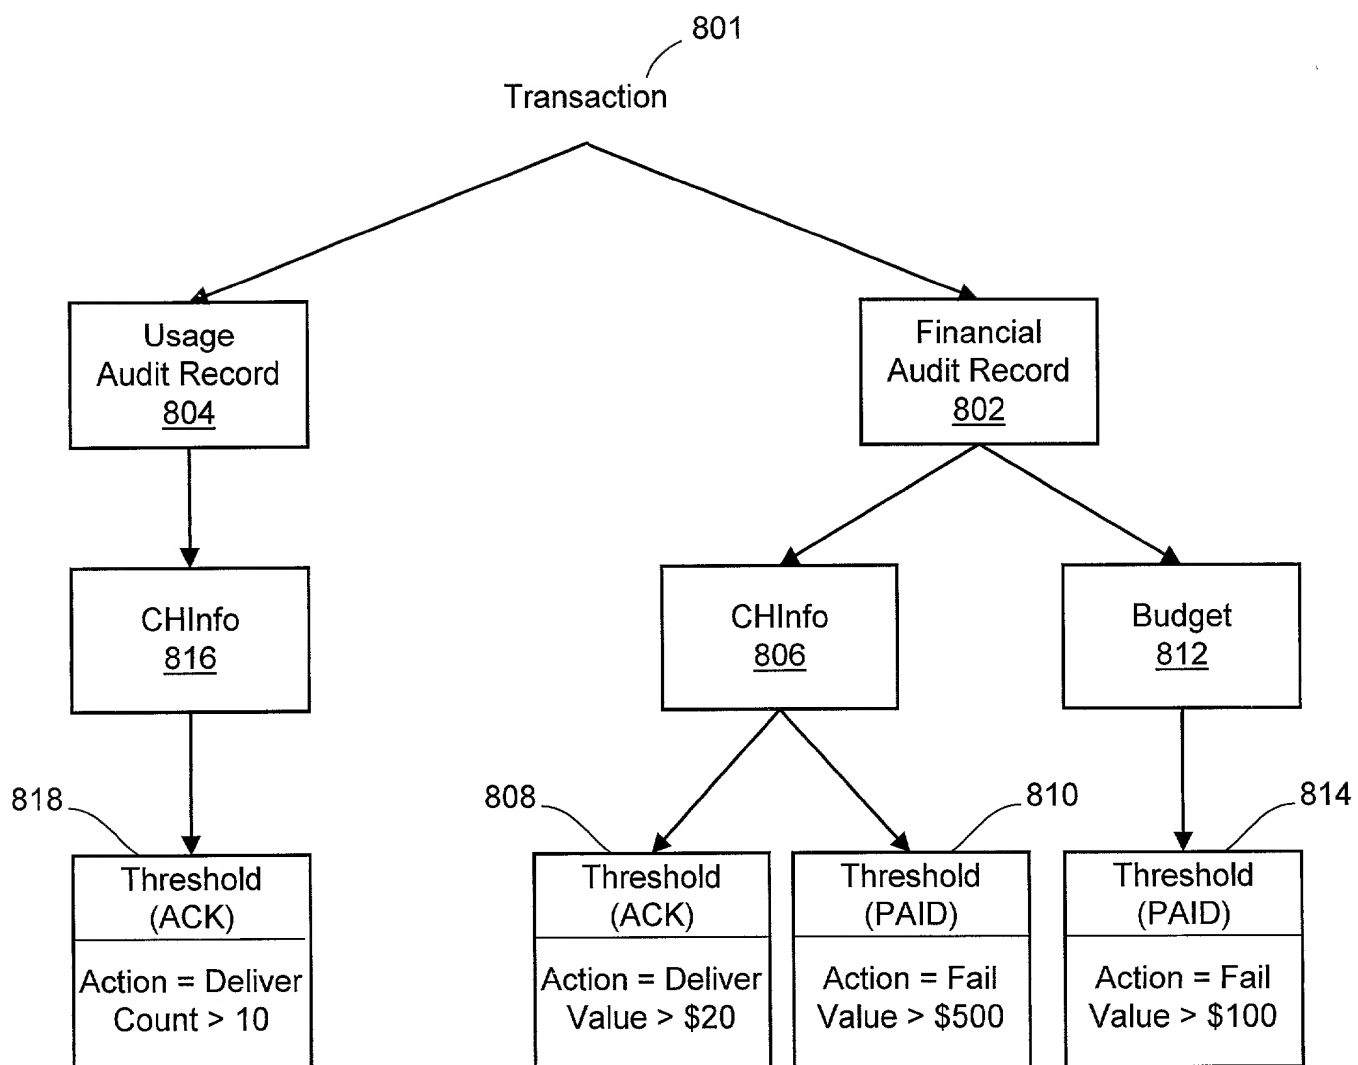 801
Transaction
Usage
Audit Record
804
Financial
Audit Record
802
CHInfo
816
CHInfo
806
Budget
812
818
808
810
814
Threshold
(ACK)
Action = Deliver
Count > 10
Threshold
(ACK)
Action = Deliver
Value > $20
Threshold
(PAID)
Action = Fail
Value > $500
Threshold
(PAID)
Action = Fail
Value > $100